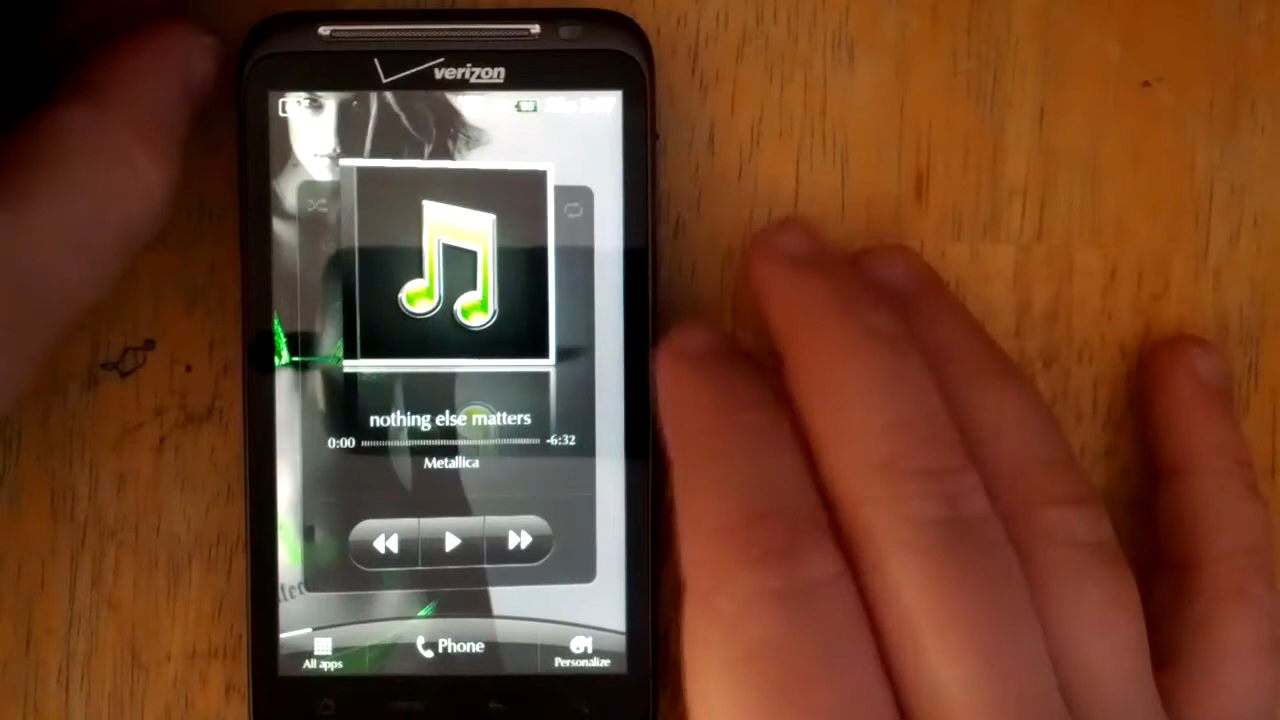 verizon
nothing else matters
0:00 -6:32
Metallica
All apps
Phone
Personalize